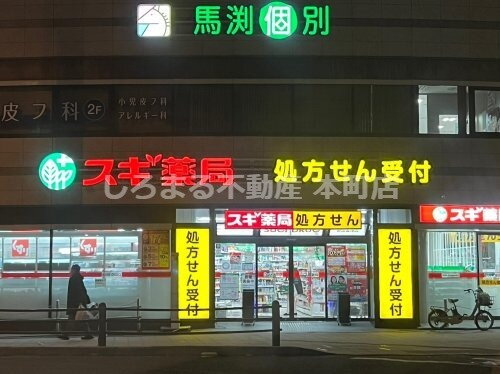 馬渕個別
皮フ科 2F
小児皮フ科
アレルギー科
スギ薬局 処方せん受付
しろまる不動産 本町店
スギ薬局 処方せん
スギ薬局
SUGI DRUG
処方せん受付
処方せん受付